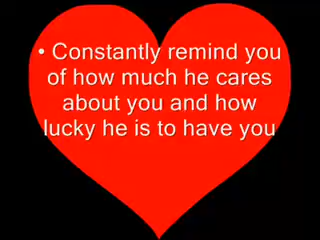 • Constantly remind you
of how much he cares
about you and how
lucky he is to have you